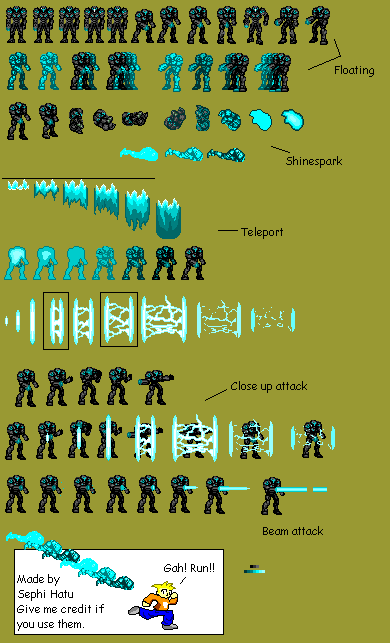 Floating
Shinespark
Teleport
Close up attack
Beam attack
Gah! Run!!
Made by
Sephi Hatu
Give me credit if
you use them.